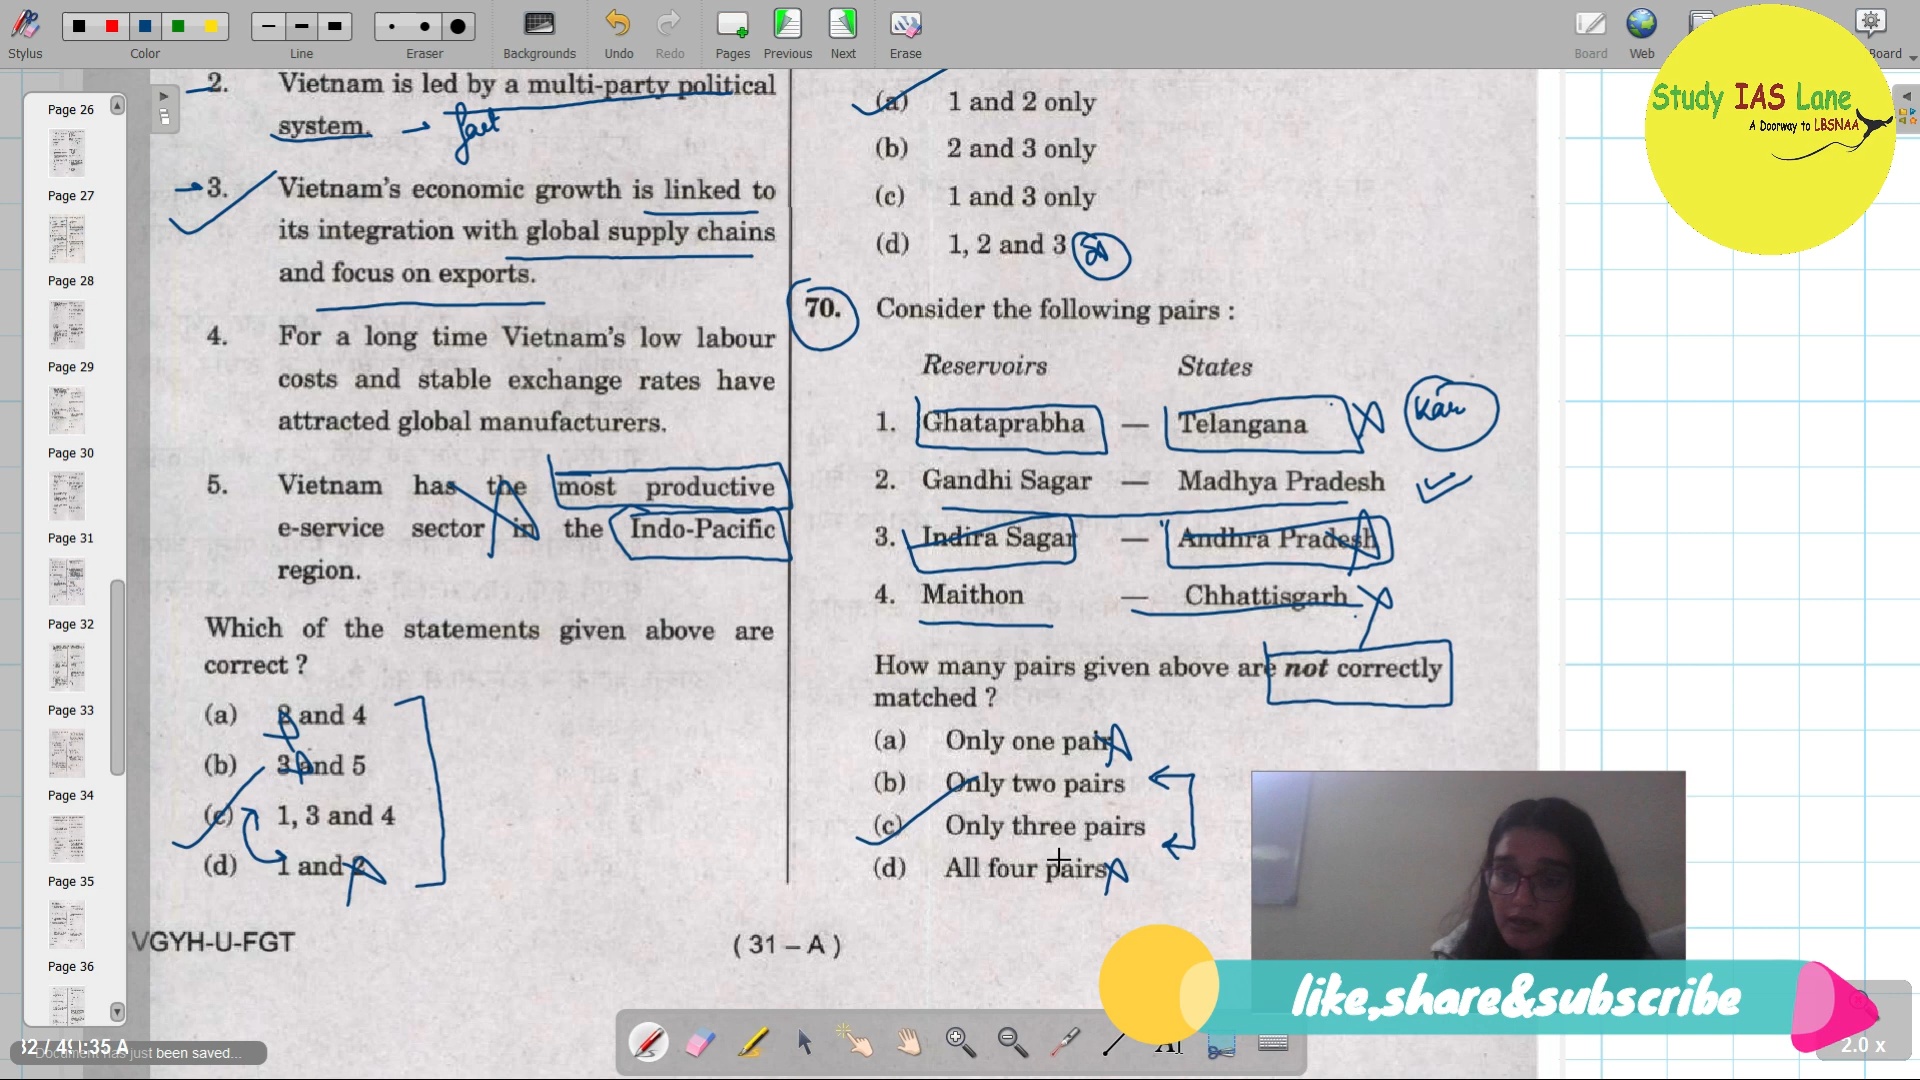 Stylus
Color
Line
Eraser
Backgrounds
Undo
Redo
Pages
Previous
Next
Erase
Board
Web
Board
Study IAS Lane
A Doorway to LBSNAA
Page 26
Page 27
Page 28
Page 29
Page 30
Page 31
Page 32
Page 33
Page 34
Page 35
Page 36
2. Vietnam is led by a multi-party political
system. → fact
3. Vietnam's economic growth is linked to
its integration with global supply chains
and focus on exports.
4. For a long time Vietnam's low labour
costs and stable exchange rates have
attracted global manufacturers.
5. Vietnam has the most productive
e-service sector in the Indo-Pacific
region.
Which of the statements given above are
correct ?
(a) 2 and 4
(b) 3 and 5
(c) 1, 3 and 4
(d) 1 and 2
(a) 1 and 2 only
(b) 2 and 3 only
(c) 1 and 3 only
(d) 1, 2 and 3
70. Consider the following pairs :
Reservoirs States
1. Ghataprabha — Telangana
Kar
2. Gandhi Sagar — Madhya Pradesh
3. Indira Sagar — Andhra Pradesh
4. Maithon — Chhattisgarh
How many pairs given above are not correctly
matched ?
(a) Only one pair
(b) Only two pairs
(c) Only three pairs
(d) All four pairs
VGYH-U-FGT
( 31 – A )
like,share&subscribe
Document has just been saved...
2.0 x